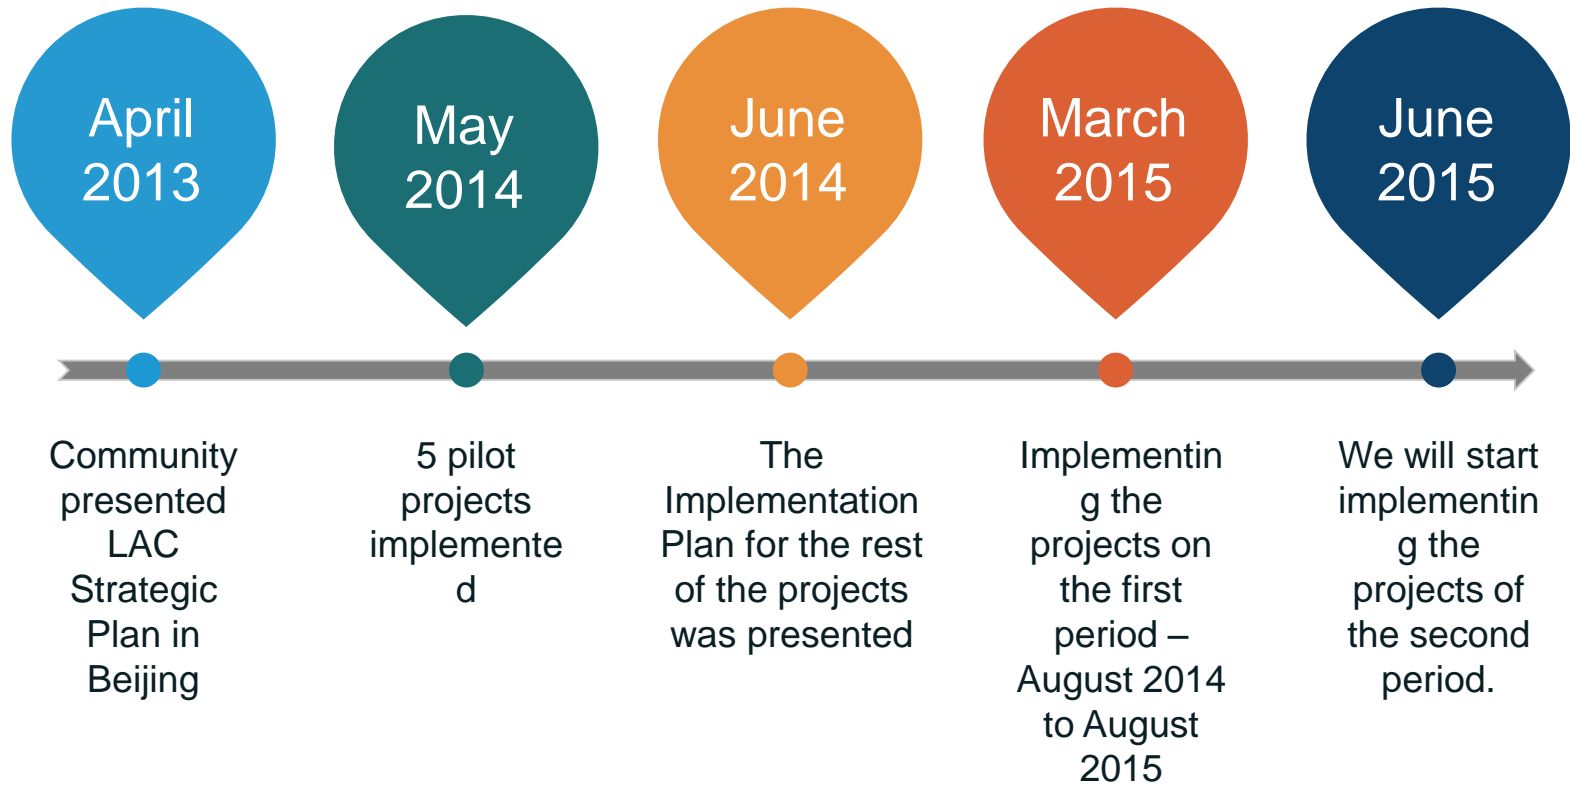 April
2013
May
2014
June
2014
March
2015
June
2015
Community
presented
LAC
Strategic
Plan in
Beijing
5 pilot
projects
implemente
d
The
Implementation
Plan for the rest
of the projects
was presented
Implementin
g the
projects on
the first
period –
August 2014
to August
2015
We will start
implementin
g the
projects of
the second
period.